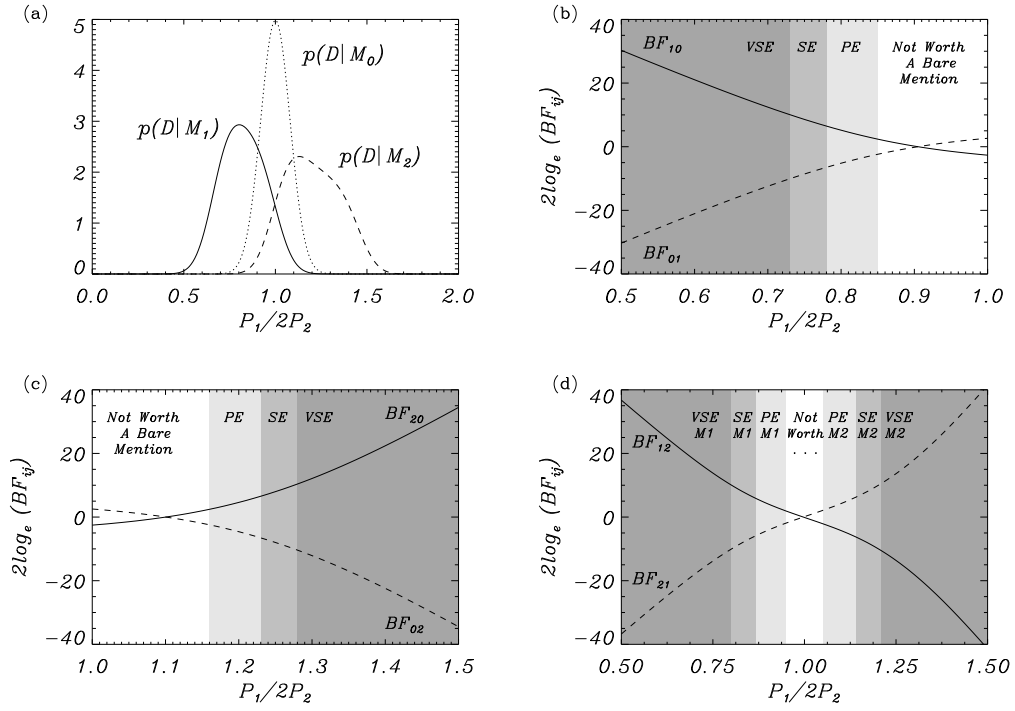 (a)
5
4
3
2
1
0
p(D|M0)
p(D|M1)
p(D|M2)
0.0 0.5 1.0 1.5 2.0
P1/2P2
(b)
2loge (BFij)
40
20
0
−20
−40
BF10
BF01
VSE SE PE
Not Worth
A Bare
Mention
0.5 0.6 0.7 0.8 0.9 1.0
P1/2P2
(c)
2loge (BFij)
40
20
0
−20
−40
Not Worth
A Bare
Mention
PE SE VSE
BF20
BF02
1.0 1.1 1.2 1.3 1.4 1.5
P1/2P2
(d)
2loge (BFij)
40
20
0
−20
−40
VSE SE PE Not PE SE VSE
M1 M1 M1 Worth M2 M2 M2
. . .
BF12
BF21
0.50 0.75 1.00 1.25 1.50
P1/2P2